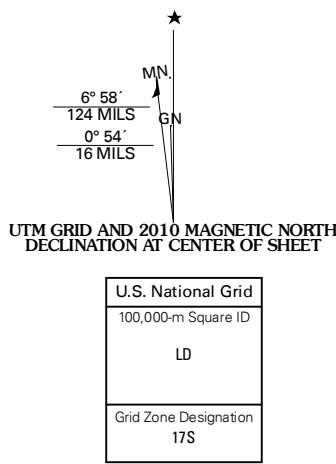 ★
MN.
6° 58´
124 MILS
GN
0° 54´
16 MILS
UTM GRID AND 2010 MAGNETIC NORTH
DECLINATION AT CENTER OF SHEET
U.S. National Grid
100,000-m Square ID
LD
Grid Zone Designation
17S